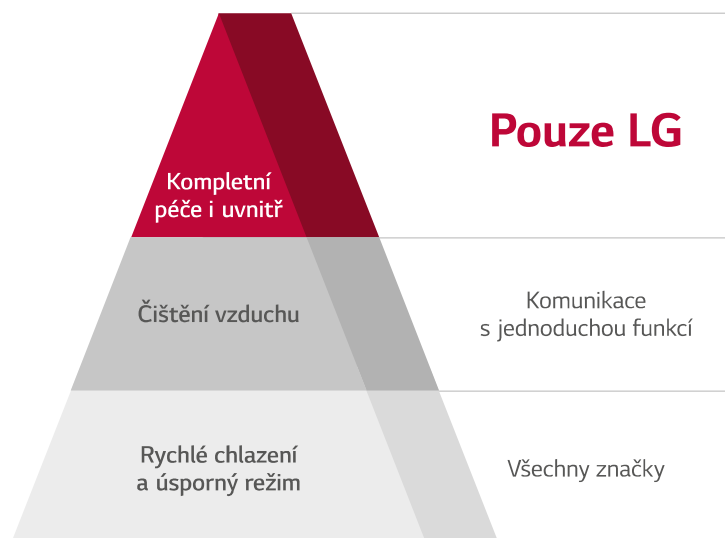 Pouze LG
Kompletní
péče i uvnitř
Čištění vzduchu
Komunikace
s jednoduchou funkcí
Rychlé chlazení
a úsporný režim
Všechny značky